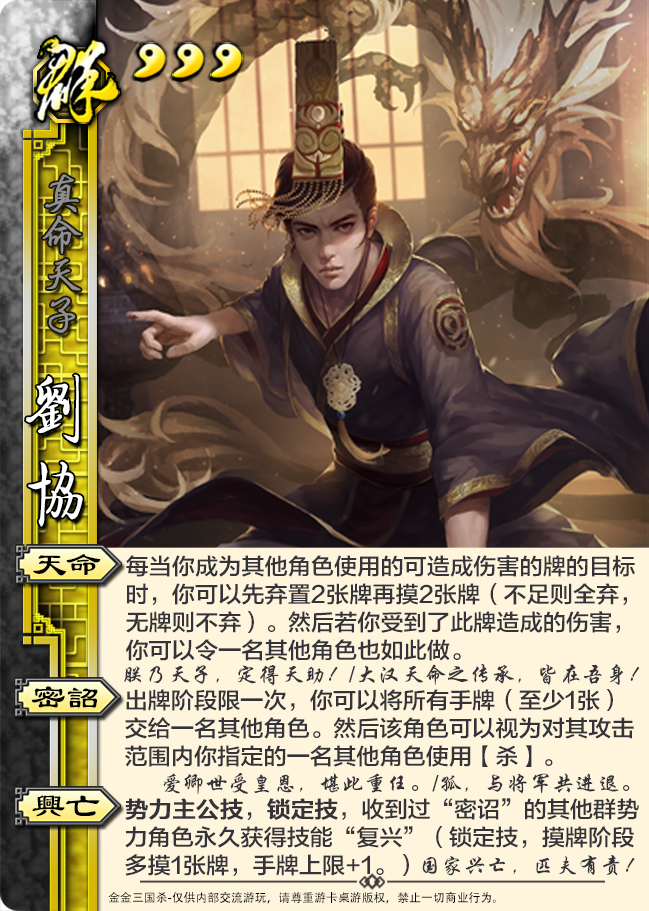 群
真命天子
劉協
天命
每当你成为其他角色使用的可造成伤害的牌的目标
时，你可以先弃置2张牌再摸2张牌（不足则全弃，
无牌则不弃）。然后若你受到了此牌造成的伤害，
你可以令一名其他角色也如此做。
朕乃天子，定得天助！/大汉天命之传承，皆在吾身！
密詔
出牌阶段限一次，你可以将所有手牌（至少1张）
交给一名其他角色。然后该角色可以视为对其攻击
范围内你指定的一名其他角色使用【杀】。
爱卿世受皇恩，堪此重任。/孤，与将军共进退。
興亡
势力主公技，锁定技，收到过“密诏”的其他群势
力角色永久获得技能“复兴”（锁定技，摸牌阶段
多摸1张牌，手牌上限+1。）国家兴亡，匹夫有责！
金金三国杀-仅供内部交流游玩，请尊重游卡桌游版权，禁止一切商业行为。